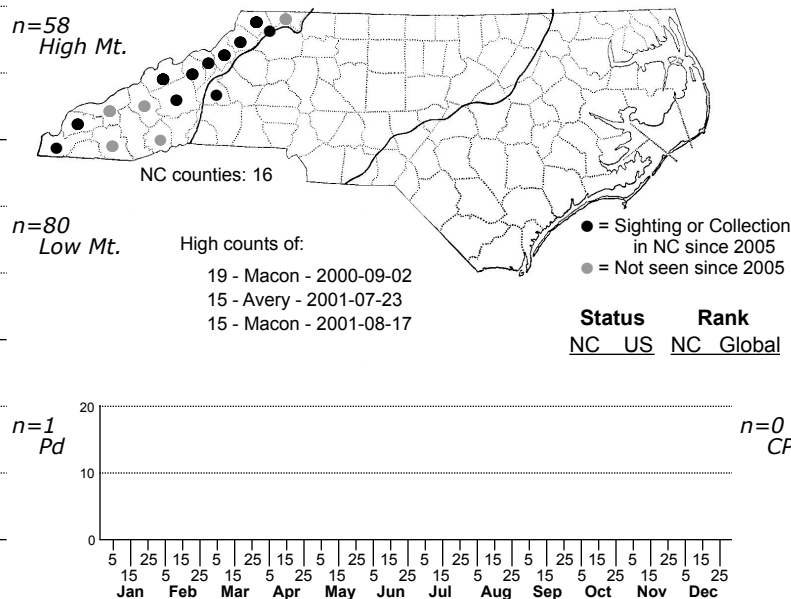 n=58
High Mt.
NC counties: 16
n=80
Low Mt.
High counts of:
19 - Macon - 2000-09-02
15 - Avery - 2001-07-23
15 - Macon - 2001-08-17
● = Sighting or Collection
in NC since 2005
● = Not seen since 2005
Status Rank
NC US NC Global
n=1
Pd
20
10
0
n=0
CP
5 25 15 5 25 15 5 25 15 5 25 15 5 25 15 5 25 15
15 5 25 15 5 25 15 5 25 15 5 25 15 5 25 15 5 25
Jan Feb Mar Apr May Jun Jul Aug Sep Oct Nov Dec